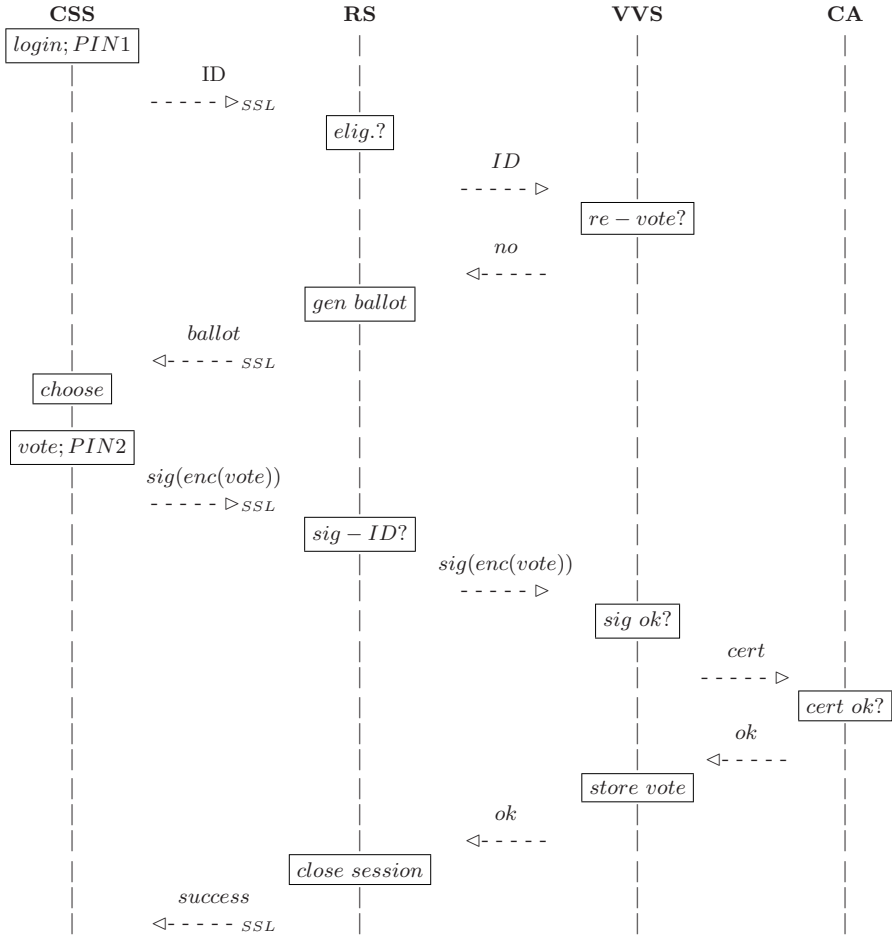 CSS RS VVS CA
login; PIN1
ID
SSL
elig.?
ID
re − vote?
no
gen ballot
ballot
SSL
choose
vote; PIN2
sig(enc(vote))
SSL
sig − ID?
sig(enc(vote))
sig ok?
cert
cert ok?
ok
store vote
ok
close session
success
SSL